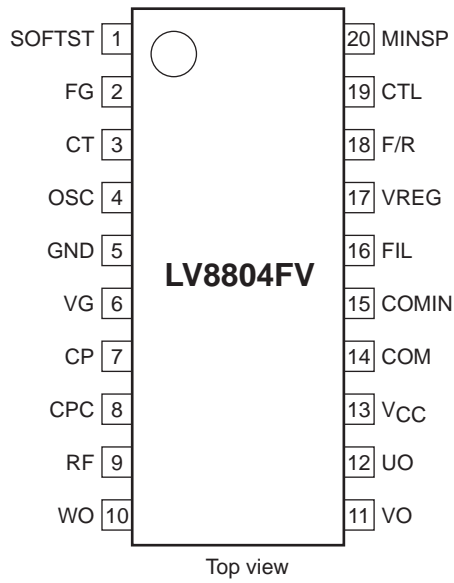 SOFTST 1 20 MINSP
FG 2 19 CTL
CT 3 18 F/R
OSC 4 17 VREG
GND 5 16 FIL
LV8804FV
VG 6 15 COMIN
CP 7 14 COM
CPC 8 13 VCC
RF 9 12 UO
WO 10 11 VO
Top view